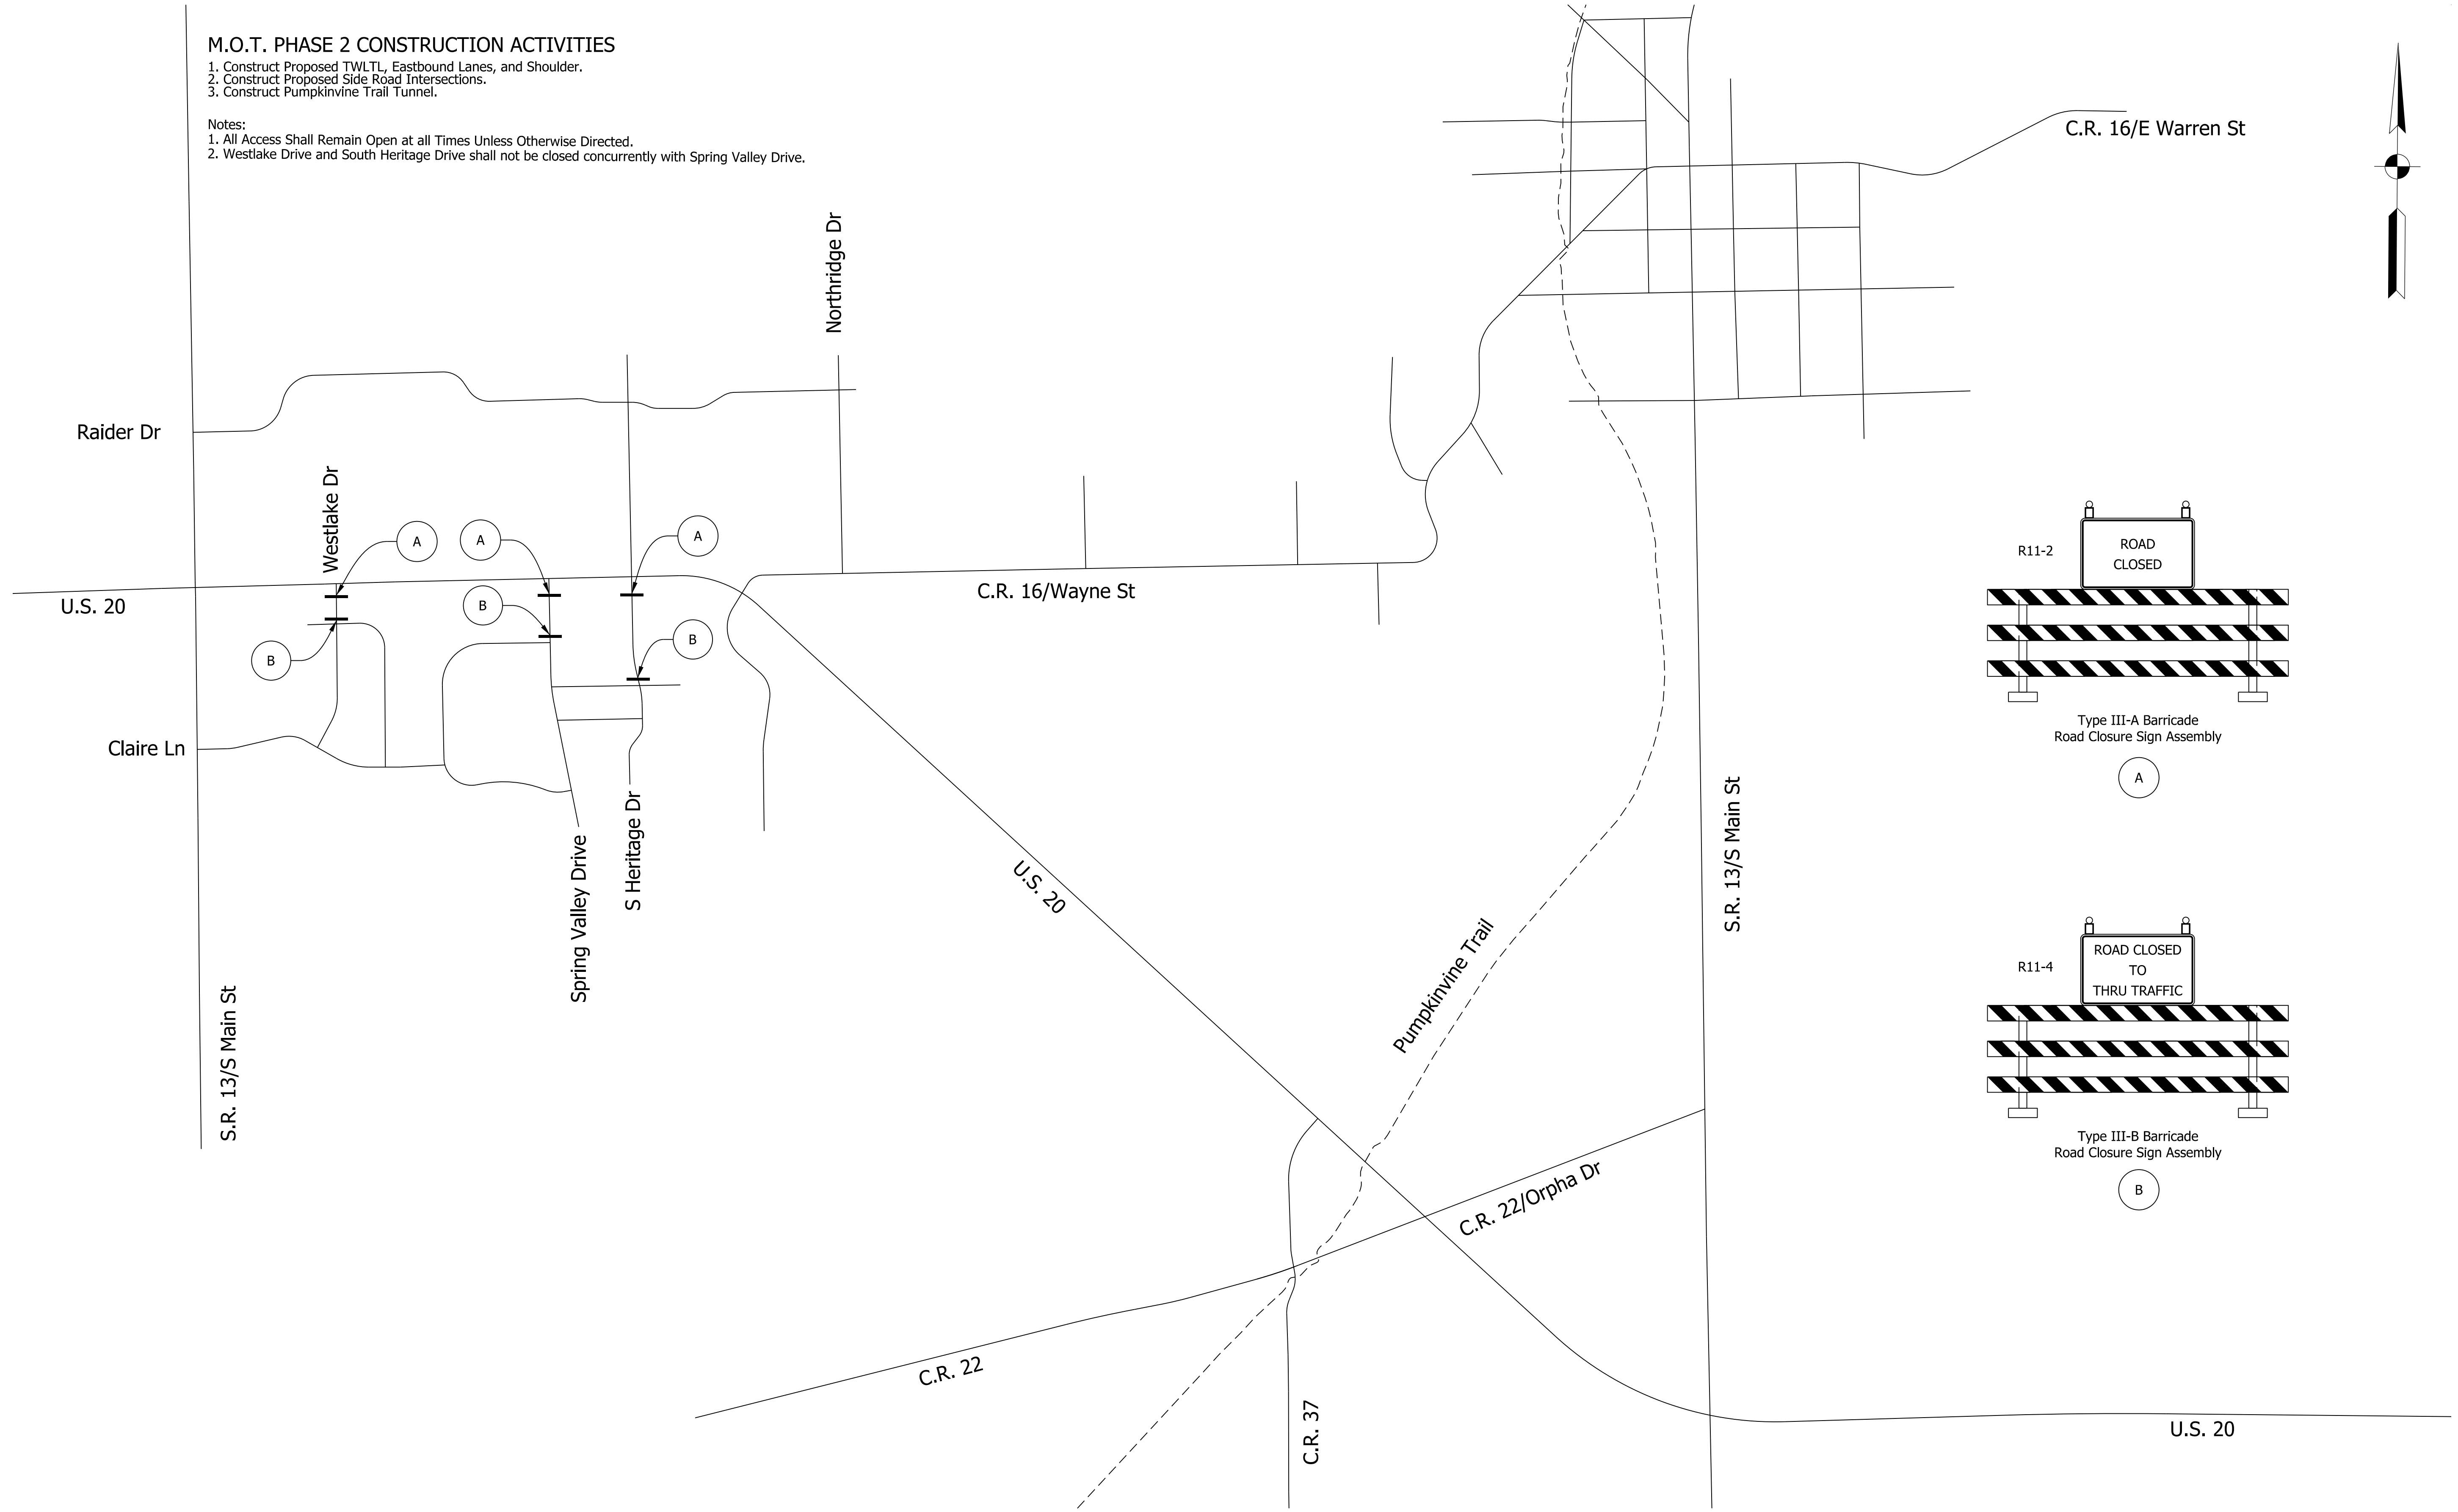 M.O.T. PHASE 2 CONSTRUCTION ACTIVITIES
1. Construct Proposed TWLTL, Eastbound Lanes, and Shoulder.
2. Construct Proposed Side Road Intersections.
3. Construct Pumpkinvine Trail Tunnel.
Notes:
1. All Access Shall Remain Open at all Times Unless Otherwise Directed.
2. Westlake Drive and South Heritage Drive shall not be closed concurrently with Spring Valley Drive.
C.R. 16/E Warren St
Northridge Dr
Raider Dr
Westlake Dr
A
A
A
U.S. 20
B
B
B
C.R. 16/Wayne St
Claire Ln
Spring Valley Drive
S Heritage Dr
S.R. 13/S Main St
U.S. 20
Pumpkinvine Trail
S.R. 13/S Main St
C.R. 22/Orpha Dr
C.R. 22
C.R. 37
U.S. 20
R11-2
ROAD
CLOSED
Type III-A Barricade
Road Closure Sign Assembly
A
R11-4
ROAD CLOSED
TO
THRU TRAFFIC
Type III-B Barricade
Road Closure Sign Assembly
B